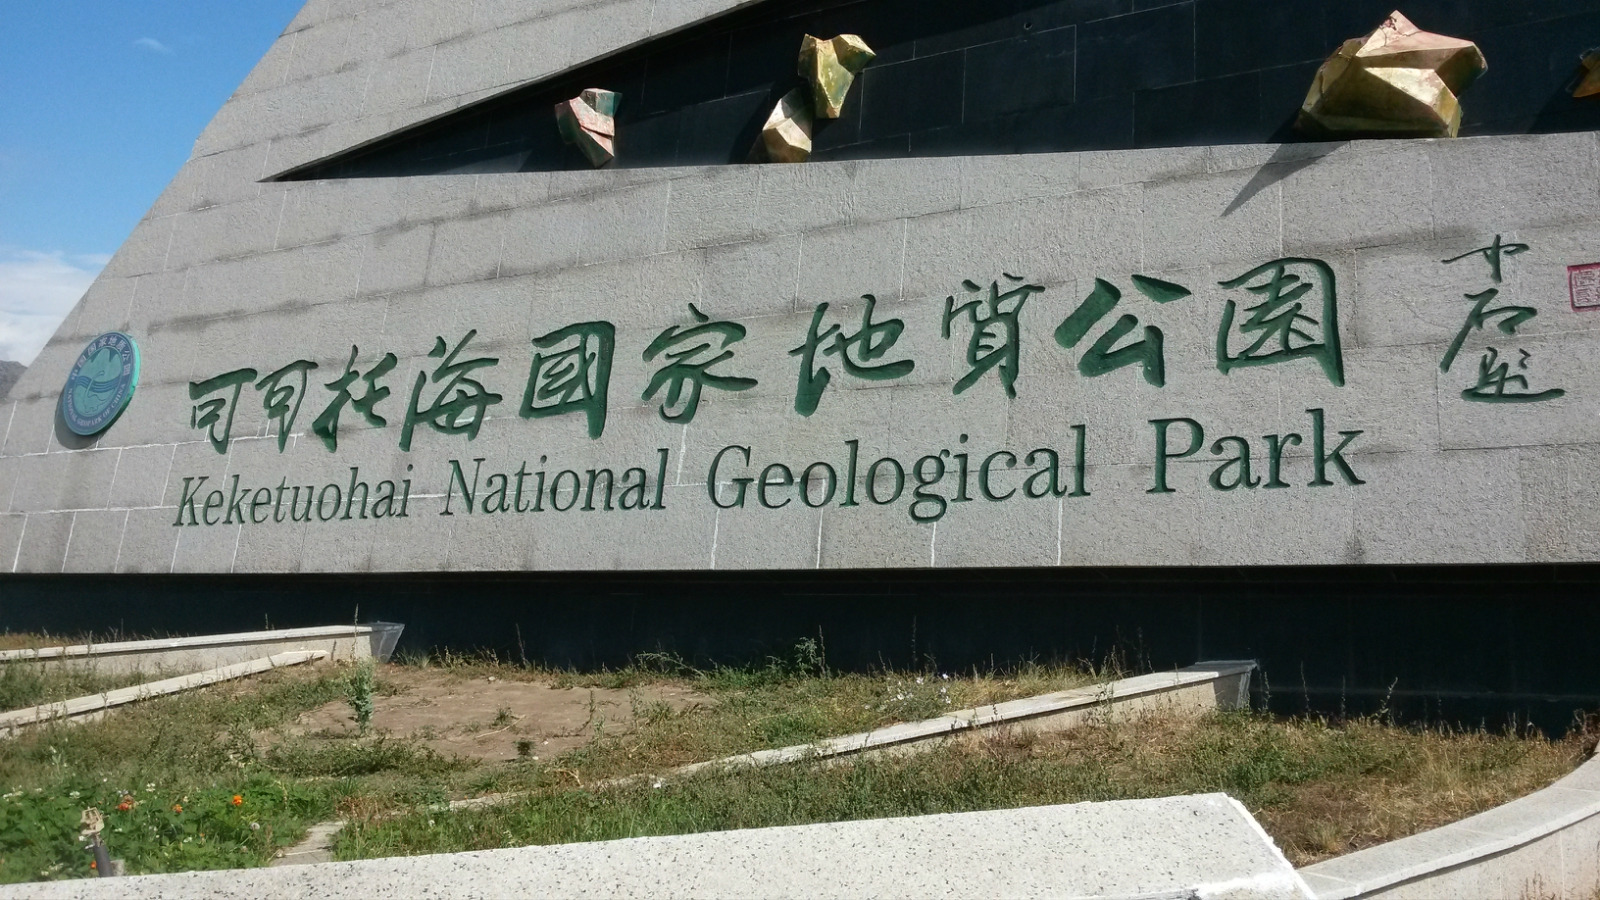 可可托海國家地質公園
Keketuohai National Geological Park